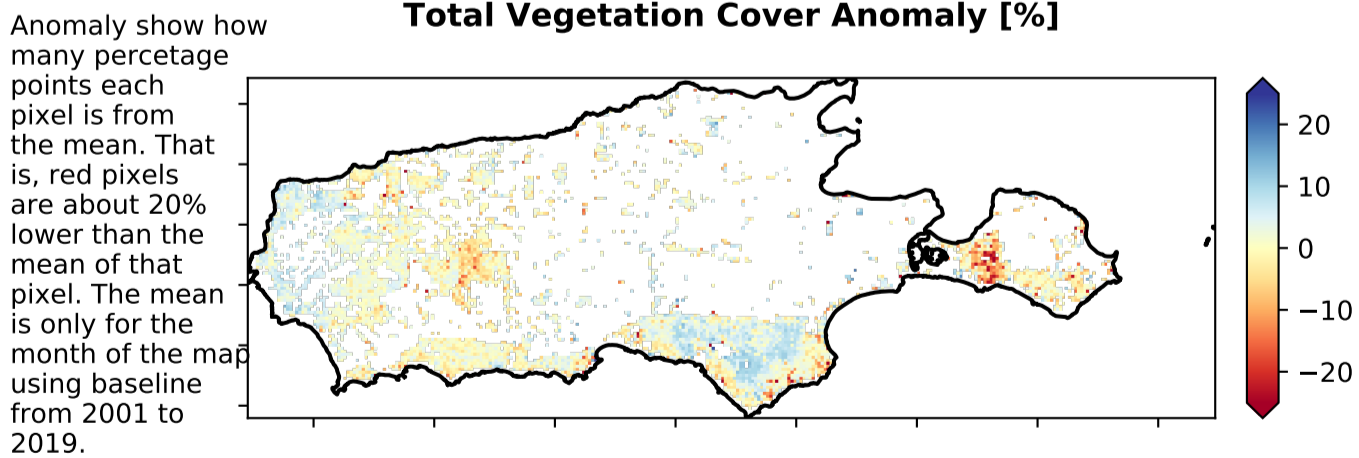 Total Vegetation Cover Anomaly [%]
Anomaly show how
many percetage
points each
pixel is from
the mean. That
is, red pixels
are about 20%
lower than the
mean of that
pixel. The mean
is only for the
month of the map
using baseline
from 2001 to
2019.
20
10
0
−10
−20